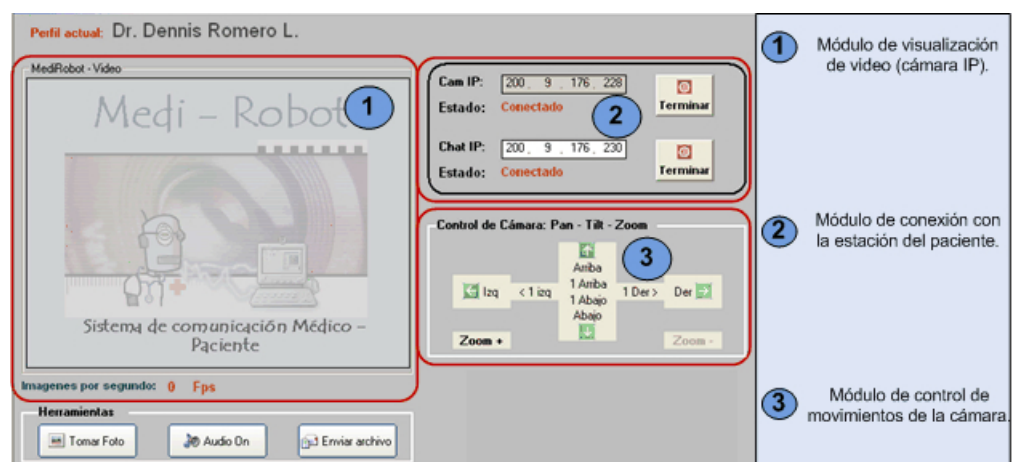 Perfil actual: Dr. Dennis Romero L.
MediRobot - Video
Medi – Robot
1
Sistema de comunicación Médico –
Paciente
Imagenes por segundo: 0 Fps
Herramientas
Tomar Foto
Audio On
Enviar archivo
Cam IP: 200 . 9 . 176 . 228
Estado: Conectado
Terminar
2
Chat IP: 200 . 9 . 176 . 230
Estado: Conectado
Terminar
Control de Cámara: Pan - Tilt - Zoom
3
Arriba
1 Arriba
Izq
< 1 izq
1 Der >
Der
1 Abajo
Abajo
Zoom +
Zoom -
1 Módulo de visualización
de video (cámara IP).
2 Módulo de conexión con
la estación del paciente.
3 Módulo de control de
movimientos de la cámara.